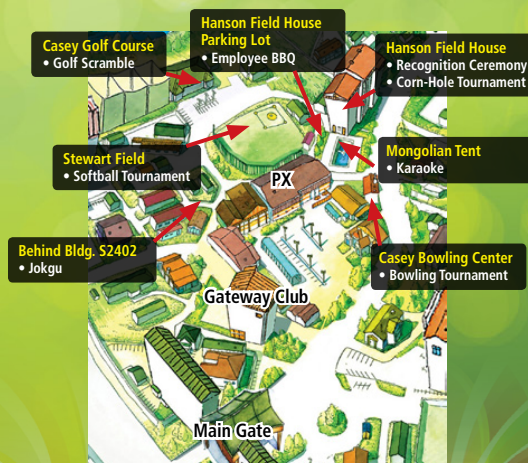 Hanson Field House
Parking Lot
• Employee BBQ
Casey Golf Course
• Golf Scramble
Hanson Field House
• Recognition Ceremony
• Corn-Hole Tournament
Stewart Field
• Softball Tournament
Mongolian Tent
• Karaoke
PX
Behind Bldg. S2402
• Jokgu
Casey Bowling Center
• Bowling Tournament
Gateway Club
Main Gate